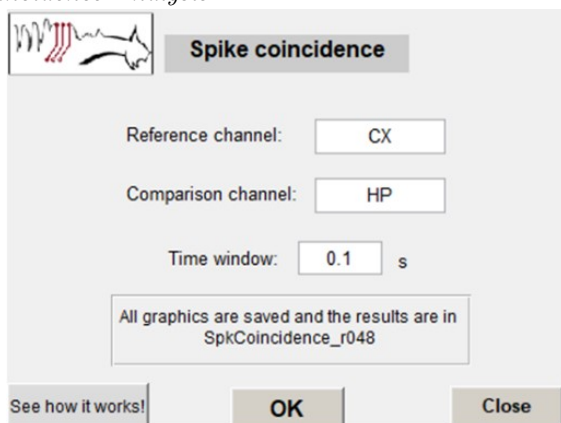 Spike coincidence
Reference channel: CX
Comparison channel: HP
Time window: 0.1 s
All graphics are saved and the results are in
SpkCoincidence_r048
See how it works!
OK
Close